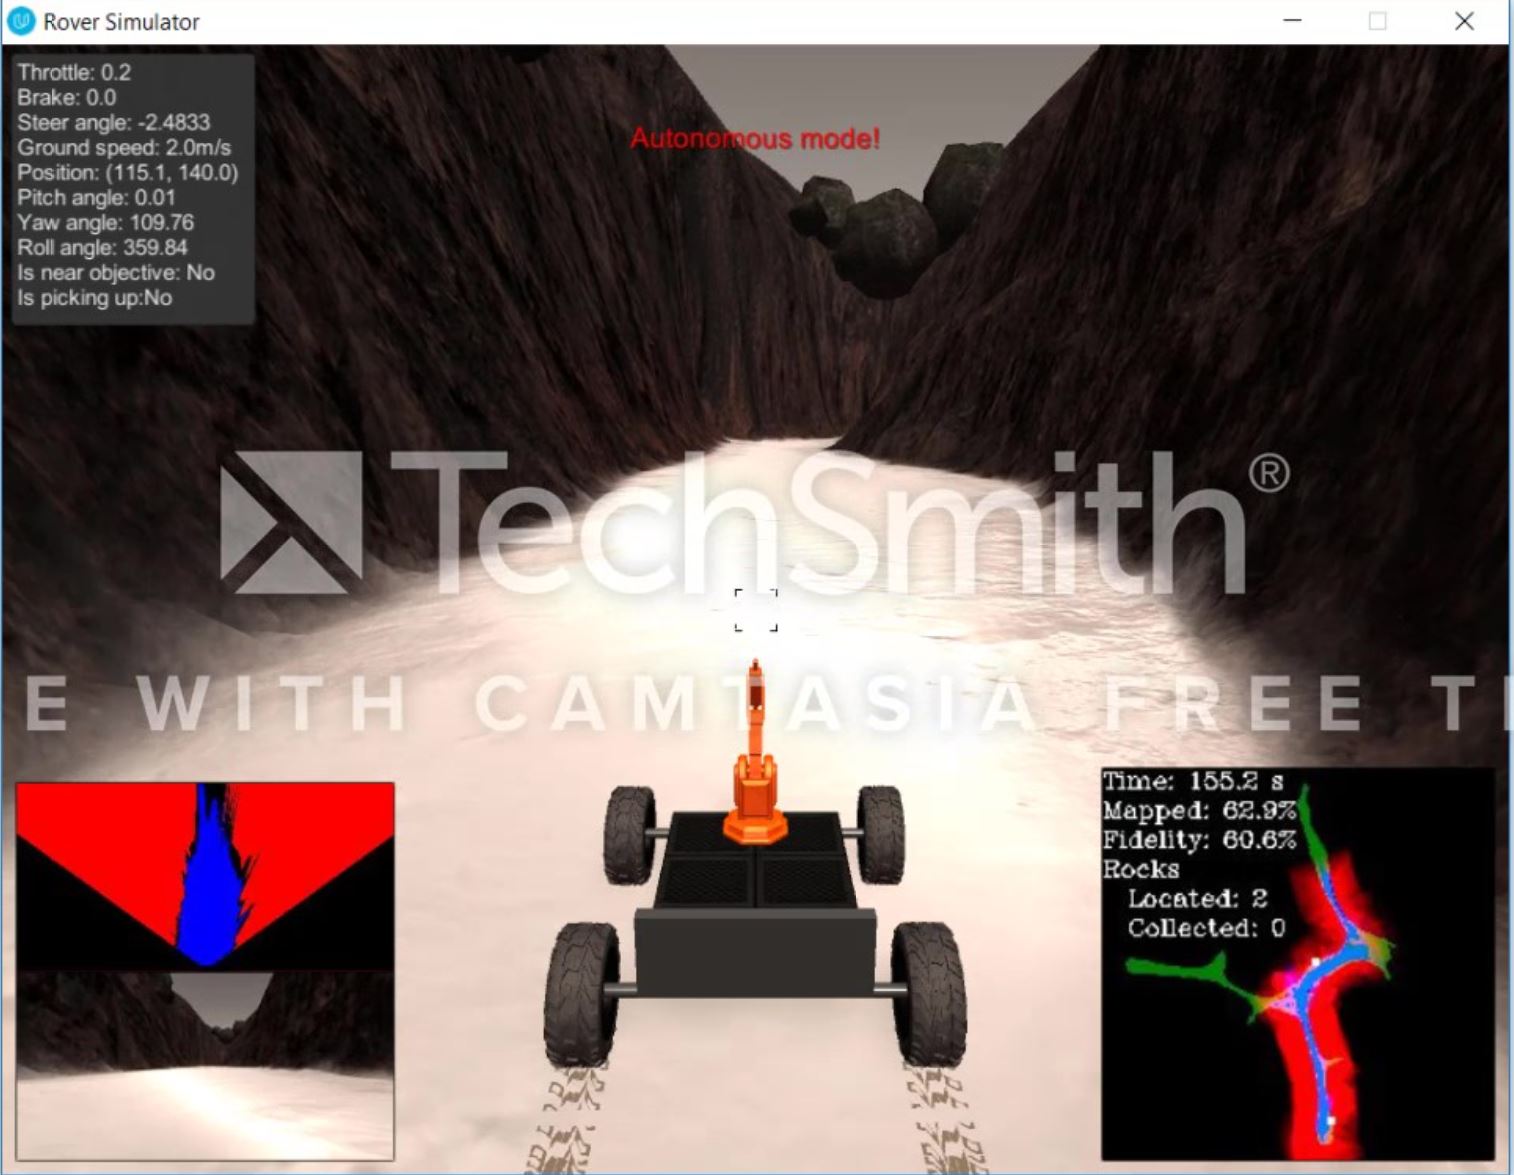 Rover Simulator
Throttle: 0.2
Brake: 0.0
Steer angle: -2.4833
Ground speed: 2.0m/s
Position: (115.1, 140.0)
Pitch angle: 0.01
Yaw angle: 109.76
Roll angle: 359.84
Is near objective: No
Is picking up:No
Autonomous mode!
TechSmith®
E WITH CAMTASIA FREE T
Time: 155.2 s
Mapped: 62.9%
Fidelity: 60.6%
Rocks
Located: 2
Collected: 0